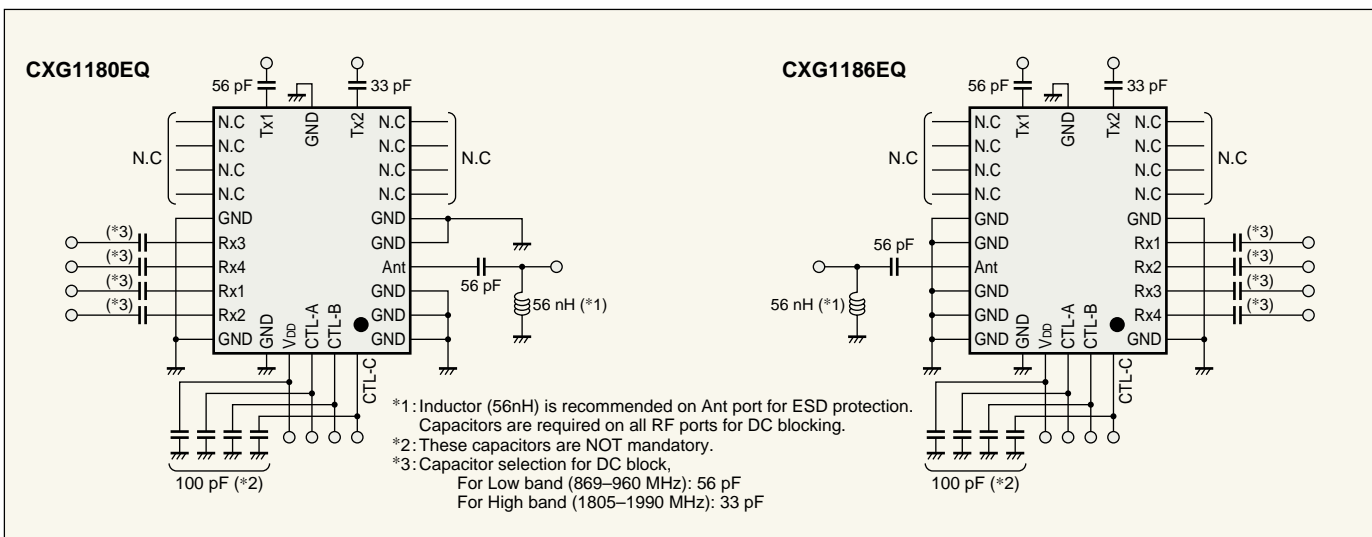 CXG1180EQ
56 pF
33 pF
Tx1
GND
Tx2
N.C
N.C
N.C
N.C
N.C
N.C
N.C
N.C
N.C
N.C
GND
GND
(*3)
Rx3
GND
(*3)
Rx4
Ant
56 pF
(*3)
Rx1
GND
56 nH (*1)
(*3)
Rx2
GND
GND
GND
GND
VDD
CTL-A
CTL-B
CTL-C
100 pF (*2)
CXG1186EQ
56 pF
33 pF
Tx1
GND
Tx2
N.C
N.C
N.C
N.C
N.C
N.C
N.C
N.C
N.C
N.C
GND
GND
GND
Rx1
(*3)
56 pF
Ant
Rx2
(*3)
56 nH (*1)
GND
Rx3
(*3)
GND
Rx4
(*3)
GND
GND
GND
VDD
CTL-A
CTL-B
CTL-C
100 pF (*2)
*1: Inductor (56nH) is recommended on Ant port for ESD protection.
Capacitors are required on all RF ports for DC blocking.
*2: These capacitors are NOT mandatory.
*3: Capacitor selection for DC block,
For Low band (869–960 MHz): 56 pF
For High band (1805–1990 MHz): 33 pF